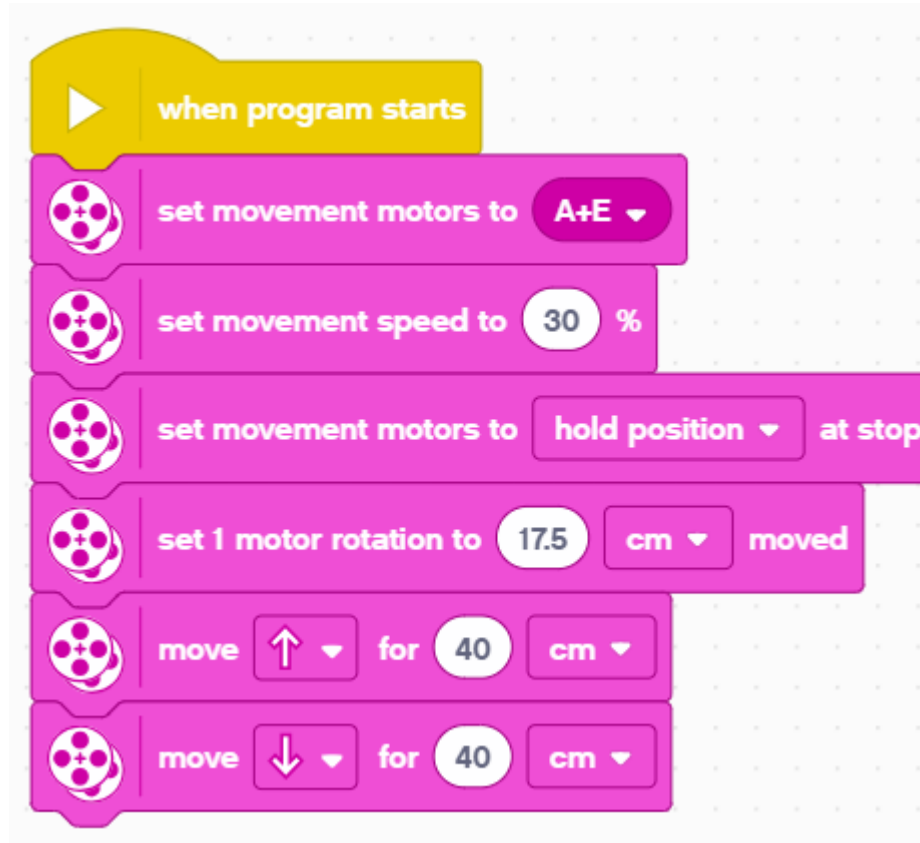 when program starts
set movement motors to A+E
set movement speed to 30 %
set movement motors to hold position at stop
set 1 motor rotation to 17.5 cm moved
move for 40 cm
move for 40 cm